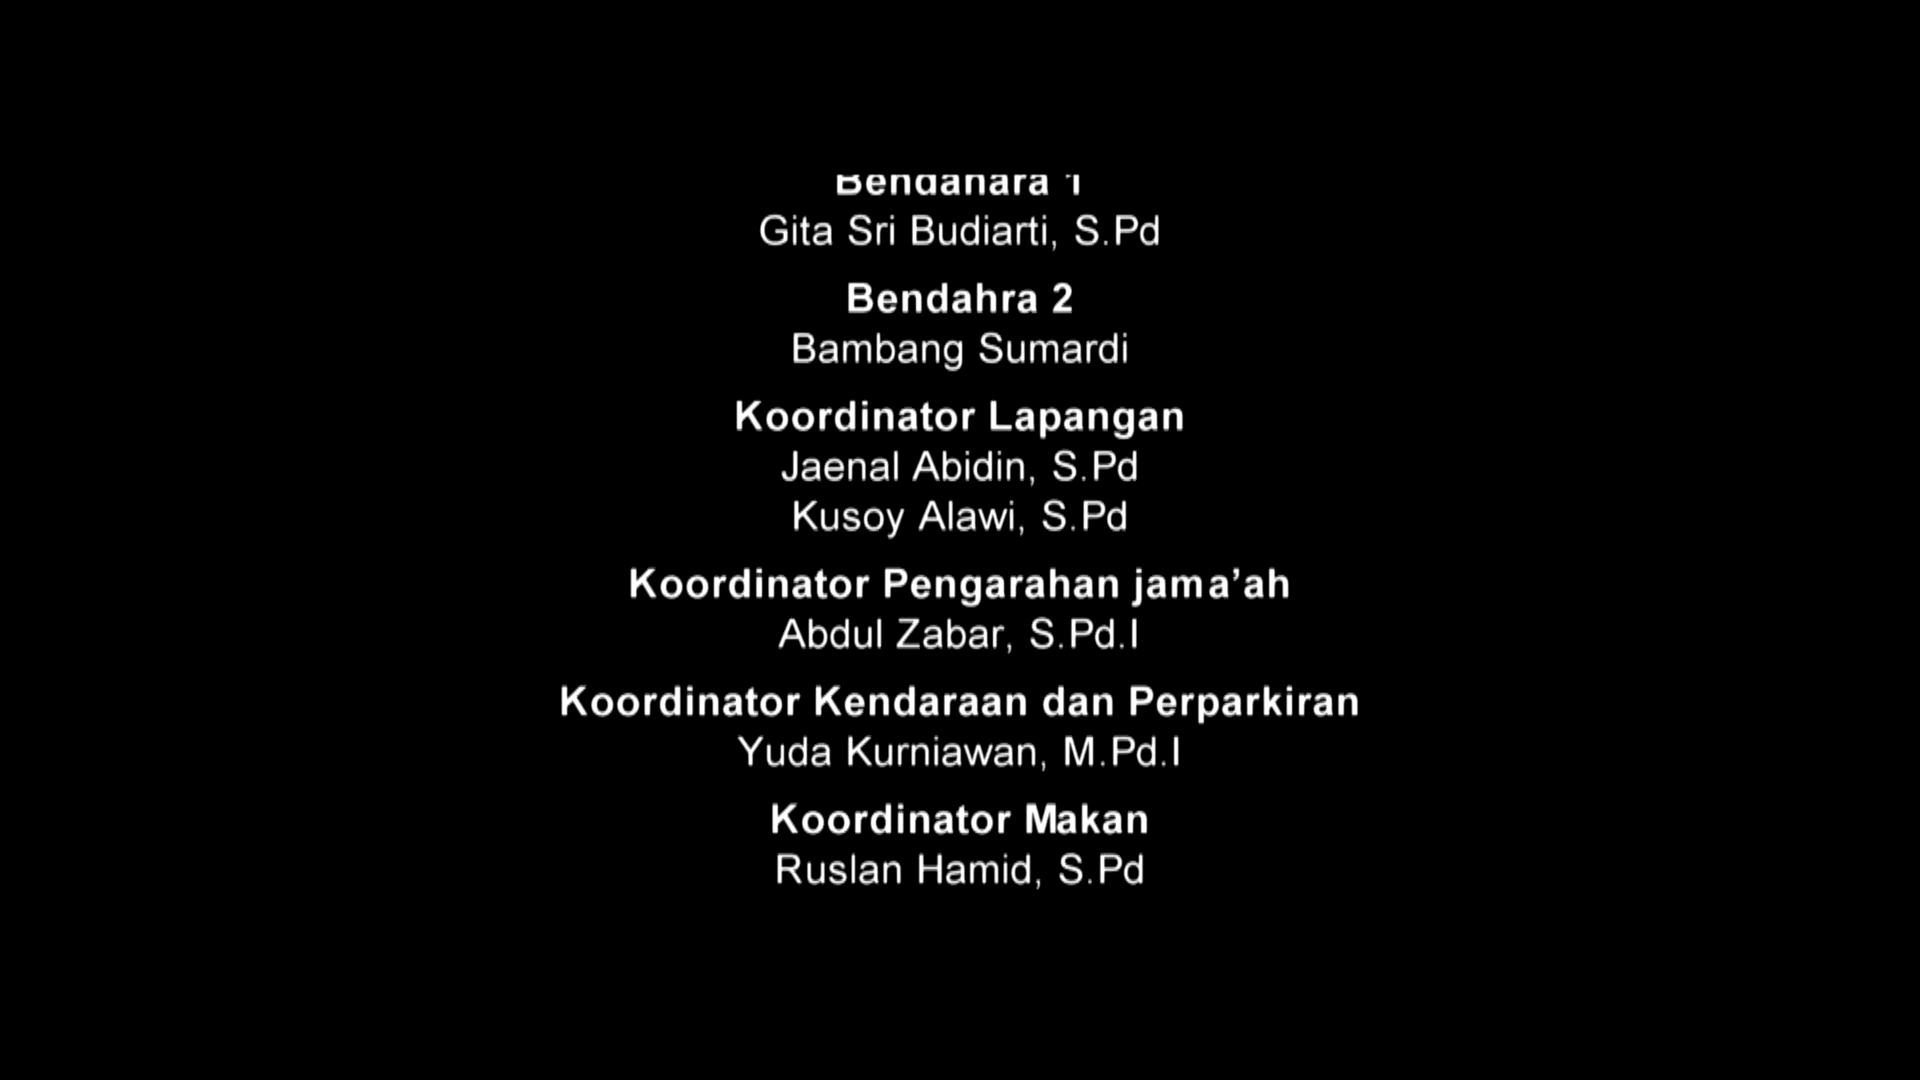 Bendahara 1
Gita Sri Budiarti, S.Pd
Bendahra 2
Bambang Sumardi
Koordinator Lapangan
Jaenal Abidin, S.Pd
Kusoy Alawi, S.Pd
Koordinator Pengarahan jama’ah
Abdul Zabar, S.Pd.I
Koordinator Kendaraan dan Perparkiran
Yuda Kurniawan, M.Pd.I
Koordinator Makan
Ruslan Hamid, S.Pd